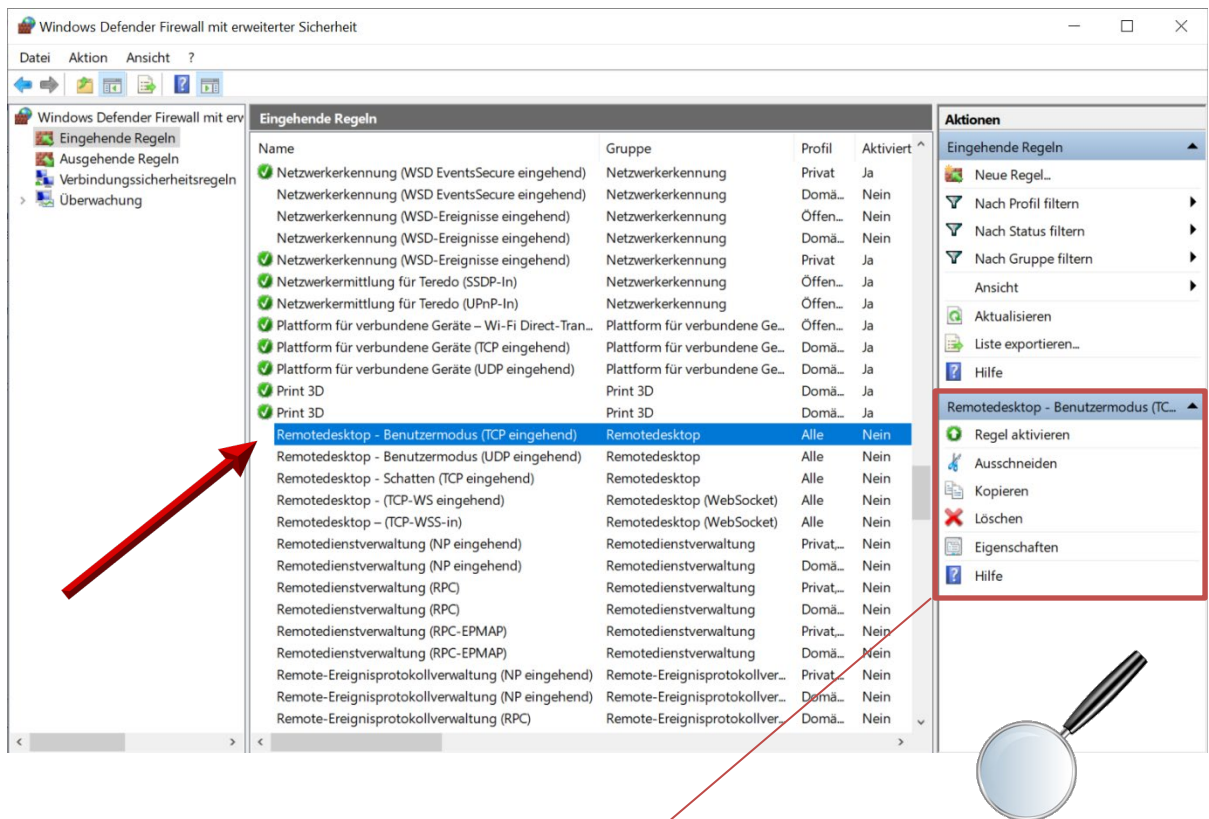 Windows Defender Firewall mit erweiterter Sicherheit
Datei Aktion Ansicht ?
Windows Defender Firewall mit erv
Eingehende Regeln
Ausgehende Regeln
Verbindungssicherheitsregeln
Überwachung
Eingehende Regeln
Name Gruppe Profil Aktiviert
Netzwerkerkennung (WSD EventsSecure eingehend) Netzwerkerkennung Privat Ja
Netzwerkerkennung (WSD EventsSecure eingehend) Netzwerkerkennung Domä... Nein
Netzwerkerkennung (WSD-Ereignisse eingehend) Netzwerkerkennung Öffen... Nein
Netzwerkerkennung (WSD-Ereignisse eingehend) Netzwerkerkennung Domä... Nein
Netzwerkerkennung (WSD-Ereignisse eingehend) Netzwerkerkennung Privat Ja
Netzwerkermittlung für Teredo (SSDP-In) Netzwerkerkennung Öffen... Ja
Netzwerkermittlung für Teredo (UPnP-In) Netzwerkerkennung Öffen... Ja
Plattform für verbundene Geräte – Wi-Fi Direct-Tran... Plattform für verbundene Ge... Öffen... Ja
Plattform für verbundene Geräte (TCP eingehend) Plattform für verbundene Ge... Domä... Ja
Plattform für verbundene Geräte (UDP eingehend) Plattform für verbundene Ge... Domä... Ja
Print 3D Print 3D Domä... Ja
Print 3D Print 3D Domä... Ja
Remotedesktop - Benutzermodus (TCP eingehend) Remotedesktop Alle Nein
Remotedesktop - Benutzermodus (UDP eingehend) Remotedesktop Alle Nein
Remotedesktop - Schatten (TCP eingehend) Remotedesktop Alle Nein
Remotedesktop - (TCP-WS eingehend) Remotedesktop (WebSocket) Alle Nein
Remotedesktop – (TCP-WSS-in) Remotedesktop (WebSocket) Alle Nein
Remotedienstverwaltung (NP eingehend) Remotedienstverwaltung Privat,... Nein
Remotedienstverwaltung (NP eingehend) Remotedienstverwaltung Domä... Nein
Remotedienstverwaltung (RPC) Remotedienstverwaltung Privat,... Nein
Remotedienstverwaltung (RPC) Remotedienstverwaltung Domä... Nein
Remotedienstverwaltung (RPC-EPMAP) Remotedienstverwaltung Privat,... Nein
Remotedienstverwaltung (RPC-EPMAP) Remotedienstverwaltung Domä... Nein
Remote-Ereignisprotokollverwaltung (NP eingehend) Remote-Ereignisprotokollver... Privat,... Nein
Remote-Ereignisprotokollverwaltung (NP eingehend) Remote-Ereignisprotokollver... Domä... Nein
Remote-Ereignisprotokollverwaltung (RPC) Remote-Ereignisprotokollver... Domä... Nein
Aktionen
Eingehende Regeln
Neue Regel...
Nach Profil filtern
Nach Status filtern
Nach Gruppe filtern
Ansicht
Aktualisieren
Liste exportieren...
Hilfe
Remotedesktop - Benutzermodus (TC...
Regel aktivieren
Ausschneiden
Kopieren
Löschen
Eigenschaften
Hilfe